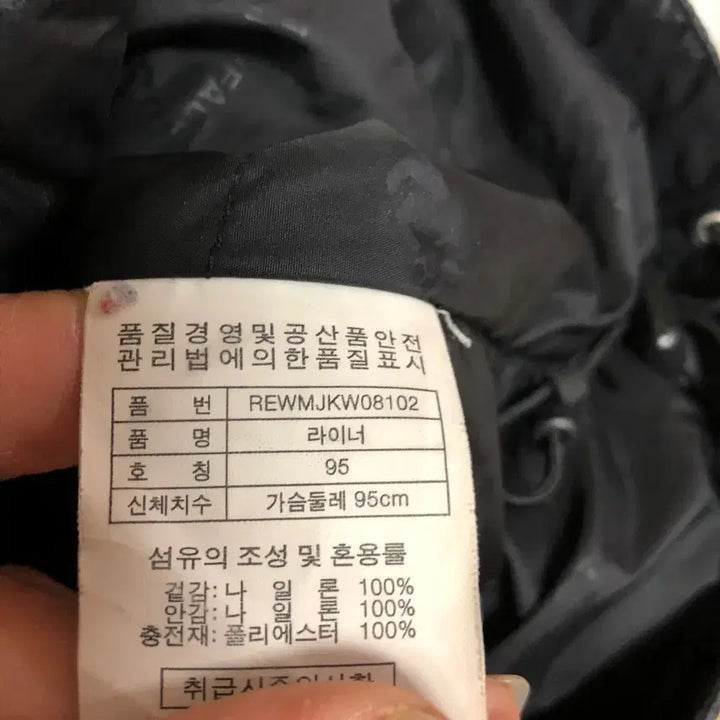 품질경영및공산품안전
관리법에의한품질표시
품 번 REWMJKW08102
품 명 라이너
호 칭 95
신체치수 가슴둘레 95cm
섬유의 조성 및 혼용률
겉감: 나 일 론 100%
안감: 나 일 론 100%
충전재: 폴리에스터 100%